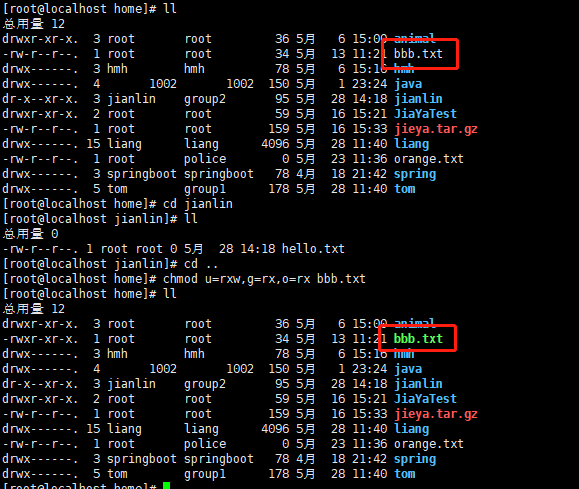 [root@localhost home]# ll
总用量 12
drwxr-xr-x.  3 root       root         36 5月   6 15:00 animal
-rw-r--r--.  1 root       root         34 5月  13 11:21 bbb.txt
drwx------.  3 hmh        hmh          78 5月   6 15:16 hmh
drwx------.  4       1002       1002  150 5月   1 23:24 java
dr-x--xr-x.  3 jianlin    group2       95 5月  28 14:18 jianlin
drwxr-xr-x.  2 root       root         59 5月  16 15:21 JiaYaTest
-rw-r--r--.  1 root       root        159 5月  16 15:33 jieya.tar.gz
drwx------. 15 liang      liang      4096 5月  28 11:40 liang
-rw-r--r--.  1 root       police        0 5月  23 11:36 orange.txt
drwx------.  3 springboot springboot   78 4月  18 21:42 spring
drwx------.  5 tom        group1      178 5月  28 11:40 tom
[root@localhost home]# cd jianlin
[root@localhost jianlin]# ll
总用量 0
-rw-r--r--. 1 root root 0 5月  28 14:18 hello.txt
[root@localhost jianlin]# cd ..
[root@localhost home]# chmod u=rxw,g=rx,o=rx bbb.txt
[root@localhost home]# ll
总用量 12
drwxr-xr-x.  3 root       root         36 5月   6 15:00 animal
-rwxr-xr-x.  1 root       root         34 5月  13 11:21 bbb.txt
drwx------.  3 hmh        hmh          78 5月   6 15:16 hmh
drwx------.  4       1002       1002  150 5月   1 23:24 java
dr-x--xr-x.  3 jianlin    group2       95 5月  28 14:18 jianlin
drwxr-xr-x.  2 root       root         59 5月  16 15:21 JiaYaTest
-rw-r--r--.  1 root       root        159 5月  16 15:33 jieya.tar.gz
drwx------. 15 liang      liang      4096 5月  28 11:40 liang
-rw-r--r--.  1 root       police        0 5月  23 11:36 orange.txt
drwx------.  3 springboot springboot   78 4月  18 21:42 spring
drwx------.  5 tom        group1      178 5月  28 11:40 tom
[root@localhost home]#